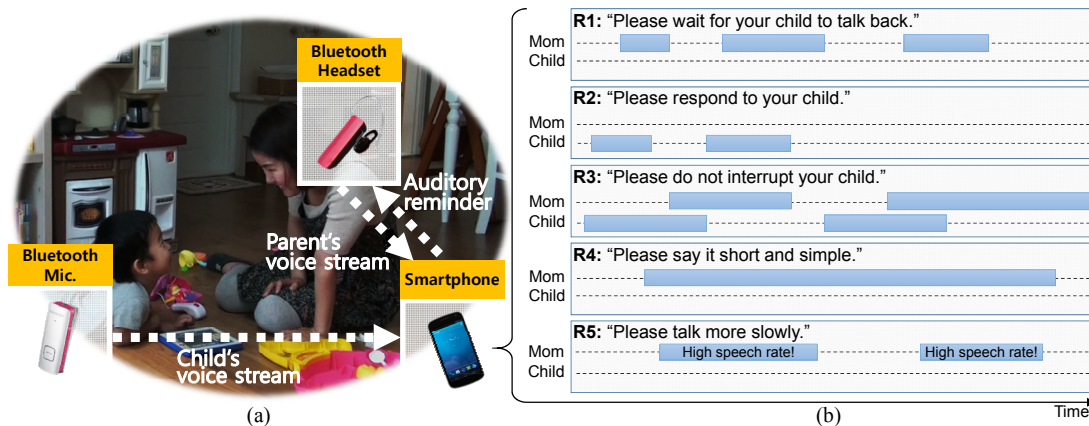 Bluetooth
Headset
Auditory
reminder
Parent's
voice stream
Bluetooth
Mic.
Smartphone
Child's
voice stream
(a)
R1: “Please wait for your child to talk back.”
Mom
Child
R2: “Please respond to your child.”
Mom
Child
R3: “Please do not interrupt your child.”
Mom
Child
R4: “Please say it short and simple.”
Mom
Child
R5: “Please talk more slowly.”
Mom High speech rate! High speech rate!
Child
Time
(b)